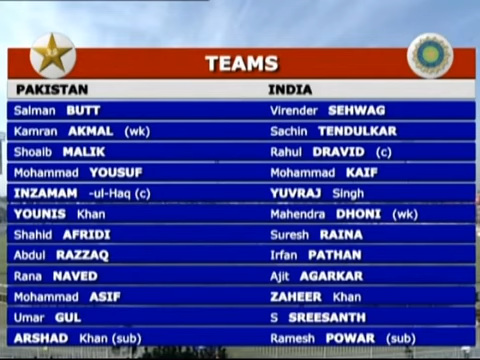 TEAMS
PAKISTAN INDIA
Salman BUTT Virender SEHWAG
Kamran AKMAL (wk) Sachin TENDULKAR
Shoaib MALIK Rahul DRAVID (c)
Mohammad YOUSUF Mohammad KAIF
INZAMAM -ul-Haq (c) YUVRAJ Singh
YOUNIS Khan Mahendra DHONI (wk)
Shahid AFRIDI Suresh RAINA
Abdul RAZZAQ Irfan PATHAN
Rana NAVED Ajit AGARKAR
Mohammad ASIF ZAHEER Khan
Umar GUL S SREESANTH
ARSHAD Khan (sub) Ramesh POWAR (sub)